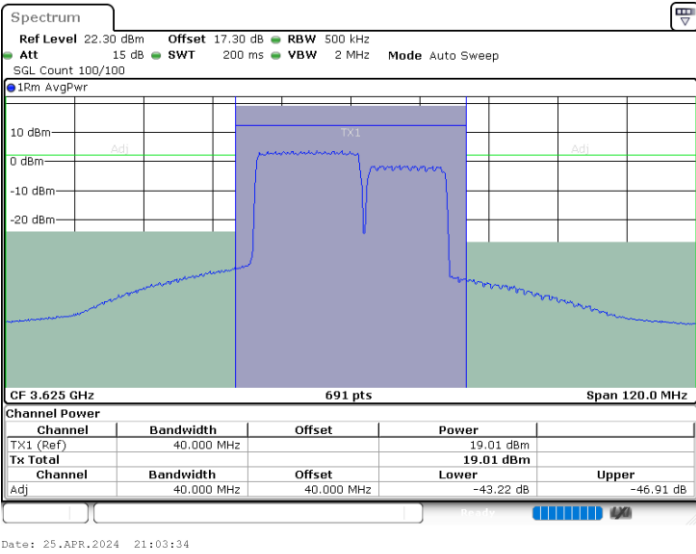 Spectrum
Ref Level 22.30 dBm Offset 17.30 dB RBW 500 kHz
Att 15 dB SWT 200 ms VBW 2 MHz Mode Auto Sweep
SGL Count 100/100
1Rm AvgPwr
10 dBm
TX1
Adj
Adj
0 dBm
-10 dBm
-20 dBm
CF 3.625 GHz 691 pts Span 120.0 MHz
Channel Power
Channel Bandwidth Offset Power
TX1 (Ref) 40.000 MHz 19.01 dBm
Tx Total 19.01 dBm
Channel Bandwidth Offset Lower Upper
Adj 40.000 MHz 40.000 MHz -43.22 dB -46.91 dB
Ready
Date: 25.APR.2024 21:03:34